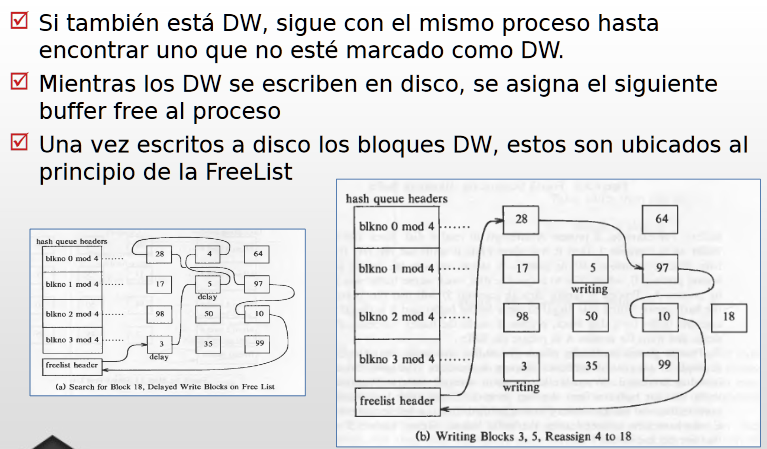 Si también está DW, sigue con el mismo proceso hasta
encontrar uno que no esté marcado como DW.
Mientras los DW se escriben en disco, se asigna el siguiente
buffer free al proceso
Una vez escritos a disco los bloques DW, estos son ubicados al
principio de la FreeList
hash queue headers
blkno 0 mod 4 ...... 28 4 64
blkno 1 mod 4 ...... 17 5 97
delay
blkno 2 mod 4 ...... 98 50 10
blkno 3 mod 4 ...... 3 35 99
delay
freelist header
(a) Search for Block 18, Delayed Write Blocks on Free List
hash queue headers
blkno 0 mod 4 ...... 28 64
blkno 1 mod 4 ...... 17 5 97
writing
blkno 2 mod 4 ...... 98 50 10 18
blkno 3 mod 4 ...... 3 35 99
writing
freelist header
(b) Writing Blocks 3, 5, Reassign 4 to 18